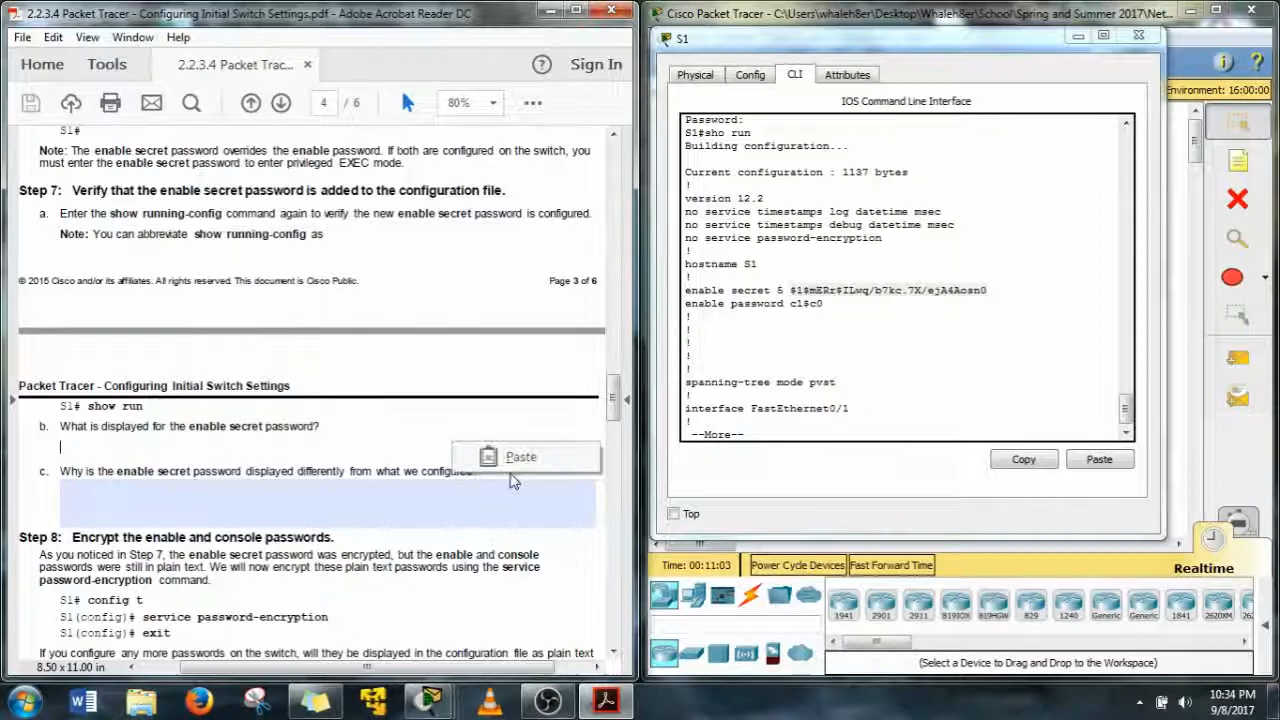 2.2.3.4 Packet Tracer - Configuring Initial Switch Settings.pdf - Adobe Acrobat Reader DC
File Edit View Window Help
Home Tools 2.2.3.4 Packet Trac... × ? Sign In
4 / 6 80%
S1#
Note: The enable secret password overrides the enable password. If both are configured on the switch, you
must enter the enable secret password to enter privileged EXEC mode.
Step 7: Verify that the enable secret password is added to the configuration file.
a. Enter the show running-config command again to verify the new enable secret password is configured.
Note: You can abbreviate show running-config as
© 2015 Cisco and/or its affiliates. All rights reserved. This document is Cisco Public. Page 3 of 6
Packet Tracer - Configuring Initial Switch Settings
S1# show run
b. What is displayed for the enable secret password?
Paste
c. Why is the enable secret password displayed differently from what we configured?
Step 8: Encrypt the enable and console passwords.
As you noticed in Step 7, the enable secret password was encrypted, but the enable and console
passwords were still in plain text. We will now encrypt these plain text passwords using the service
password-encryption command.
S1# config t
S1(config)# service password-encryption
S1(config)# exit
If you configure any more passwords on the switch, will they be displayed in the configuration file as plain text
8.50 x 11.00 in
Cisco Packet Tracer - C:\Users\whaleh8er\Desktop\Whaleh8er\School\Spring and Summer 2017\Net...
S1
Physical Config CLI Attributes
IOS Command Line Interface
Password:
S1#sho run
Building configuration...
Current configuration : 1137 bytes
!
version 12.2
no service timestamps log datetime msec
no service timestamps debug datetime msec
no service password-encryption
!
hostname S1
!
enable secret 5 $1$mERr$ILwq/b7kc.7X/ejA4Aosn0
enable password c1$c0
!
!
!
!
!
spanning-tree mode pvst
!
interface FastEthernet0/1
!
--More--
Copy Paste
Top
Environment: 16:00:00
Time: 00:11:03 Power Cycle Devices Fast Forward Time
Realtime
1941 2901 2911 819IOX 819HGW 829 1240 Generic Generic 1841 2620XM 262
(Select a Device to Drag and Drop to the Workspace)
10:34 PM
9/8/2017